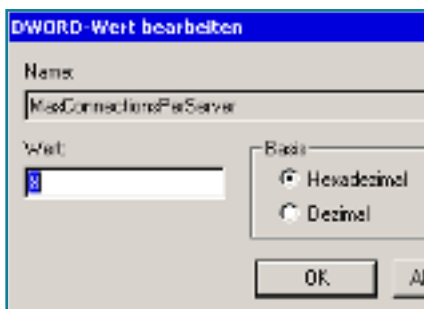 DWORD-Wert bearbeiten
Name:
MaxConnectionsPerServer
Wert:
8
Basis
Hexadezimal
Dezimal
OK